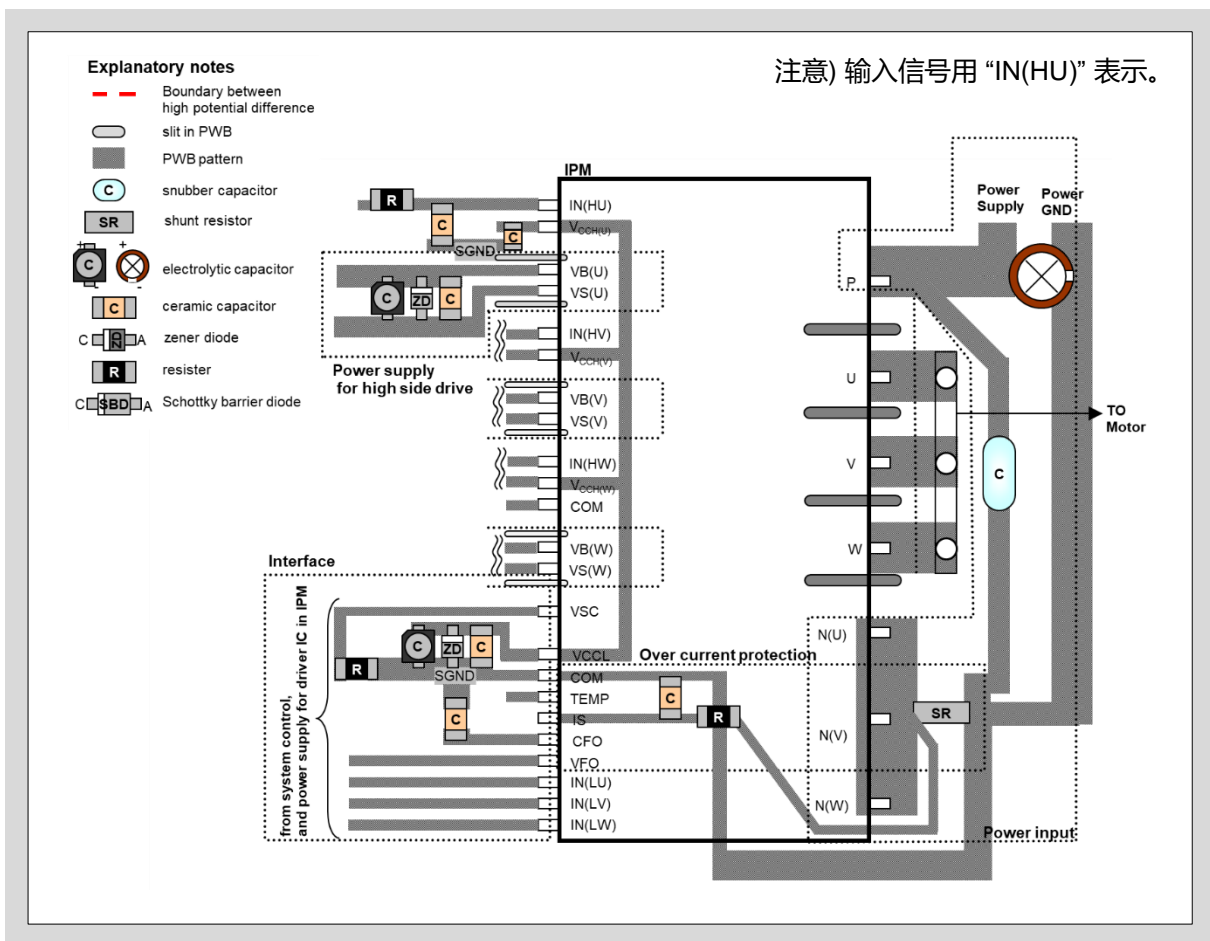 注意) 输入信号用 “IN(HU)” 表示。
Explanatory notes
Boundary between
high potential difference
slit in PWB
PWB pattern
C
snubber capacitor
SR
shunt resistor
+
+
C
-
-
electrolytic capacitor
C
ceramic capacitor
C ZD A
zener diode
R
resister
C SBD A
Schottky barrier diode
IPM
R
IN(HU)
C
C
VCCH(U)
SGND
VB(U)
C
ZD
C
VS(U)
IN(HV)
VCCH(V)
Power supply
for high side drive
VB(V)
VS(V)
IN(HW)
VCCH(W)
COM
VB(W)
VS(W)
Interface
from system control,
and power supply for driver IC in IPM
VSC
C
ZD
C
VCCL
R
SGND
COM
TEMP
C
IS
CFO
VFO
IN(LU)
IN(LV)
IN(LW)
Over current protection
C
R
Power
Supply
Power
GND
P
U
V
W
TO
Motor
C
N(U)
SR
N(V)
N(W)
Power input